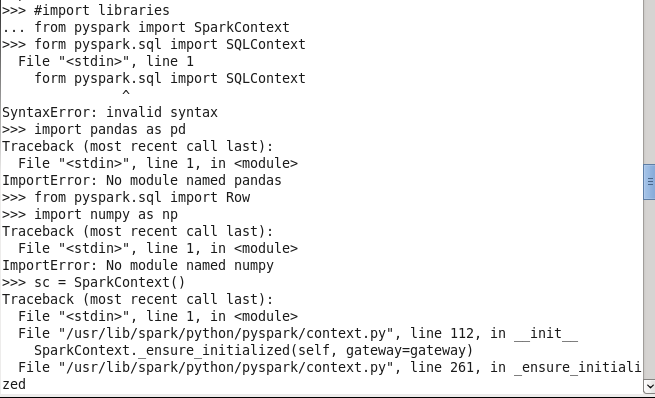 >>> #import libraries
... from pyspark import SparkContext
>>> form pyspark.sql import SQLContext
  File "<stdin>", line 1
    form pyspark.sql import SQLContext
               ^
SyntaxError: invalid syntax
>>> import pandas as pd
Traceback (most recent call last):
  File "<stdin>", line 1, in <module>
ImportError: No module named pandas
>>> from pyspark.sql import Row
>>> import numpy as np
Traceback (most recent call last):
  File "<stdin>", line 1, in <module>
ImportError: No module named numpy
>>> sc = SparkContext()
Traceback (most recent call last):
  File "<stdin>", line 1, in <module>
  File "/usr/lib/spark/python/pyspark/context.py", line 112, in __init__
    SparkContext._ensure_initialized(self, gateway=gateway)
  File "/usr/lib/spark/python/pyspark/context.py", line 261, in _ensure_initiali
zed